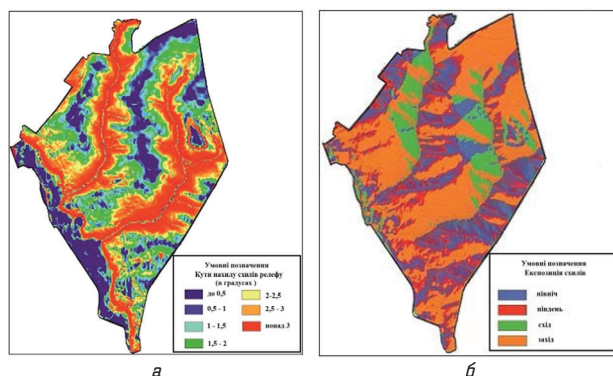 Умовні позначення
Кути нахилу схилів релєфу
(в градусах )
до 0,5
0,5 - 1
1 - 1,5
1,5 - 2
2-2,5
2,5 - 3
понад 3
а
Умовні позначення
Експозиція схилів
північ
південь
схід
захід
б